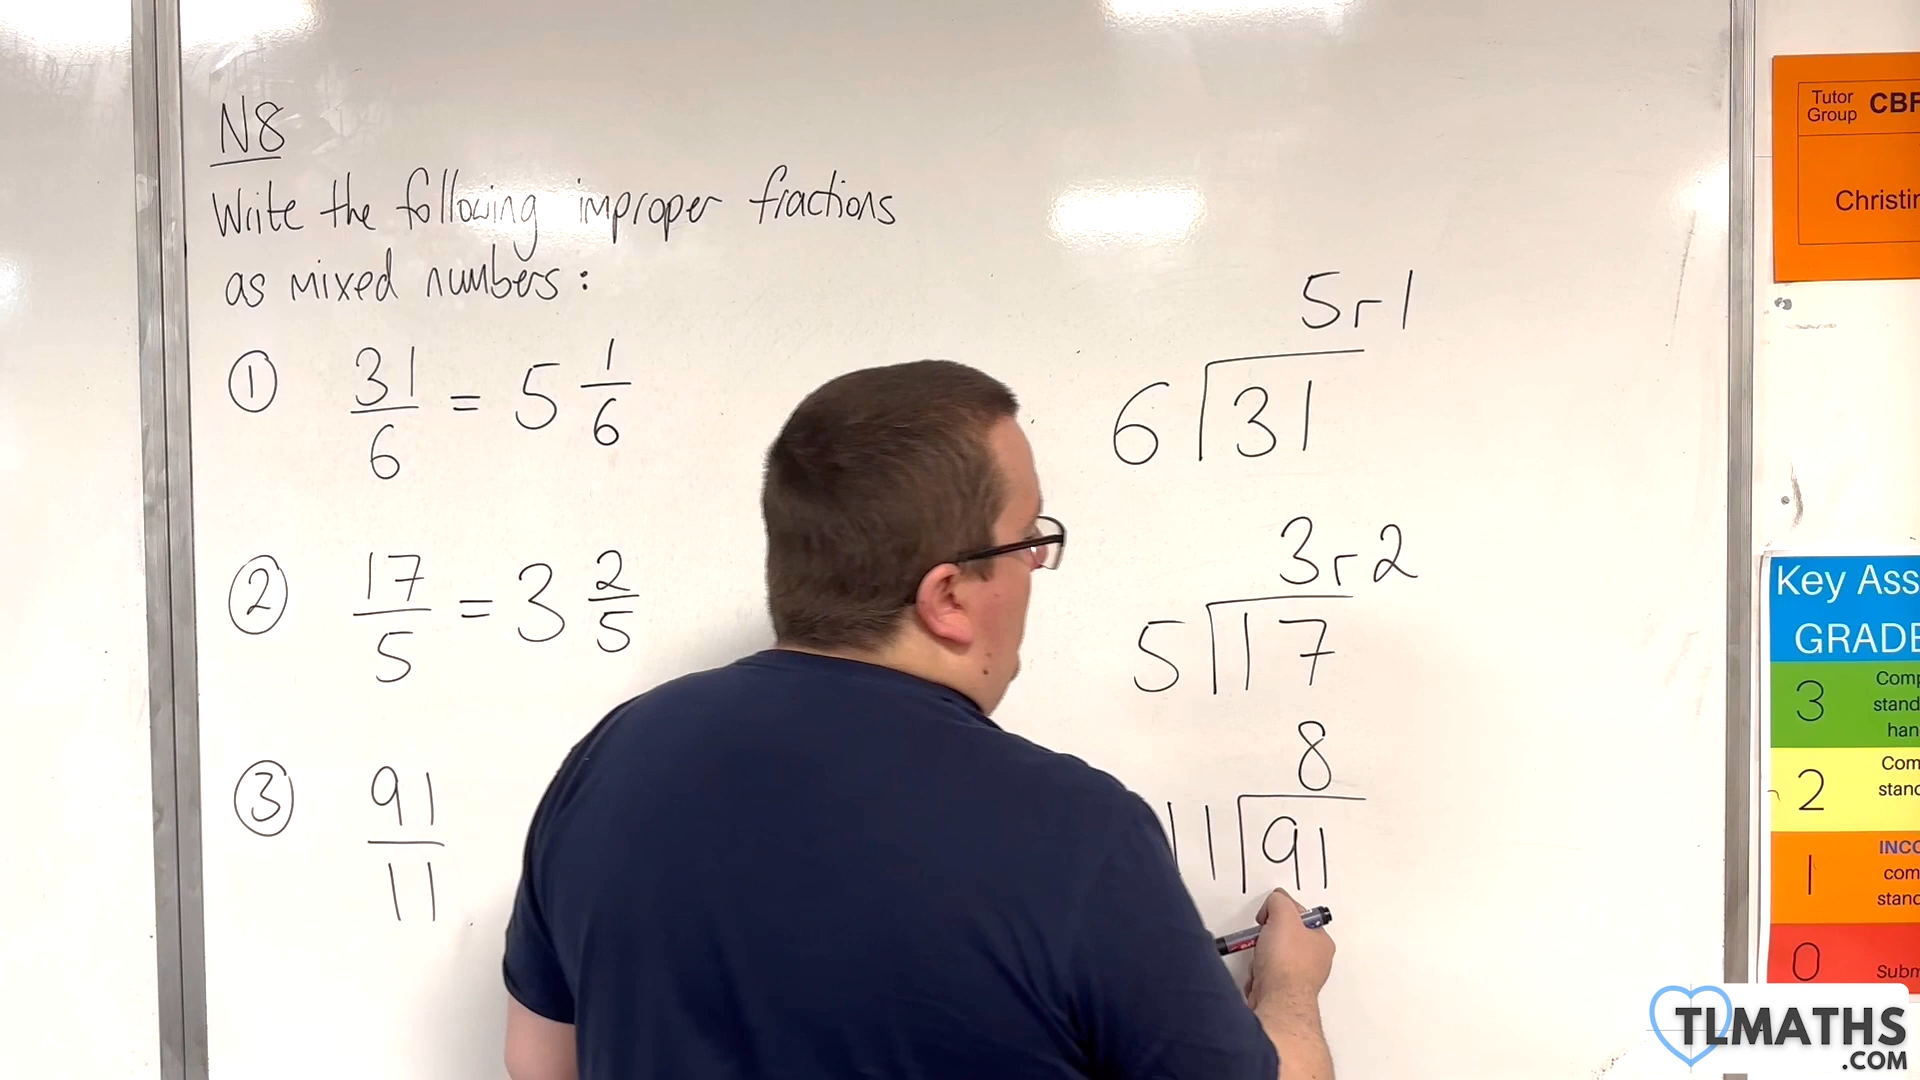 N8
Write the following improper fractions
as mixed numbers:
① 31/6 = 5 1/6
② 17/5 = 3 2/5
③ 91/11
5r1
6 31
3r2
5 17
8
11 91
Tutor Group CBF
Key Ass
GRADE
3
2
1
INCO
com
0
TLMATHS
.COM